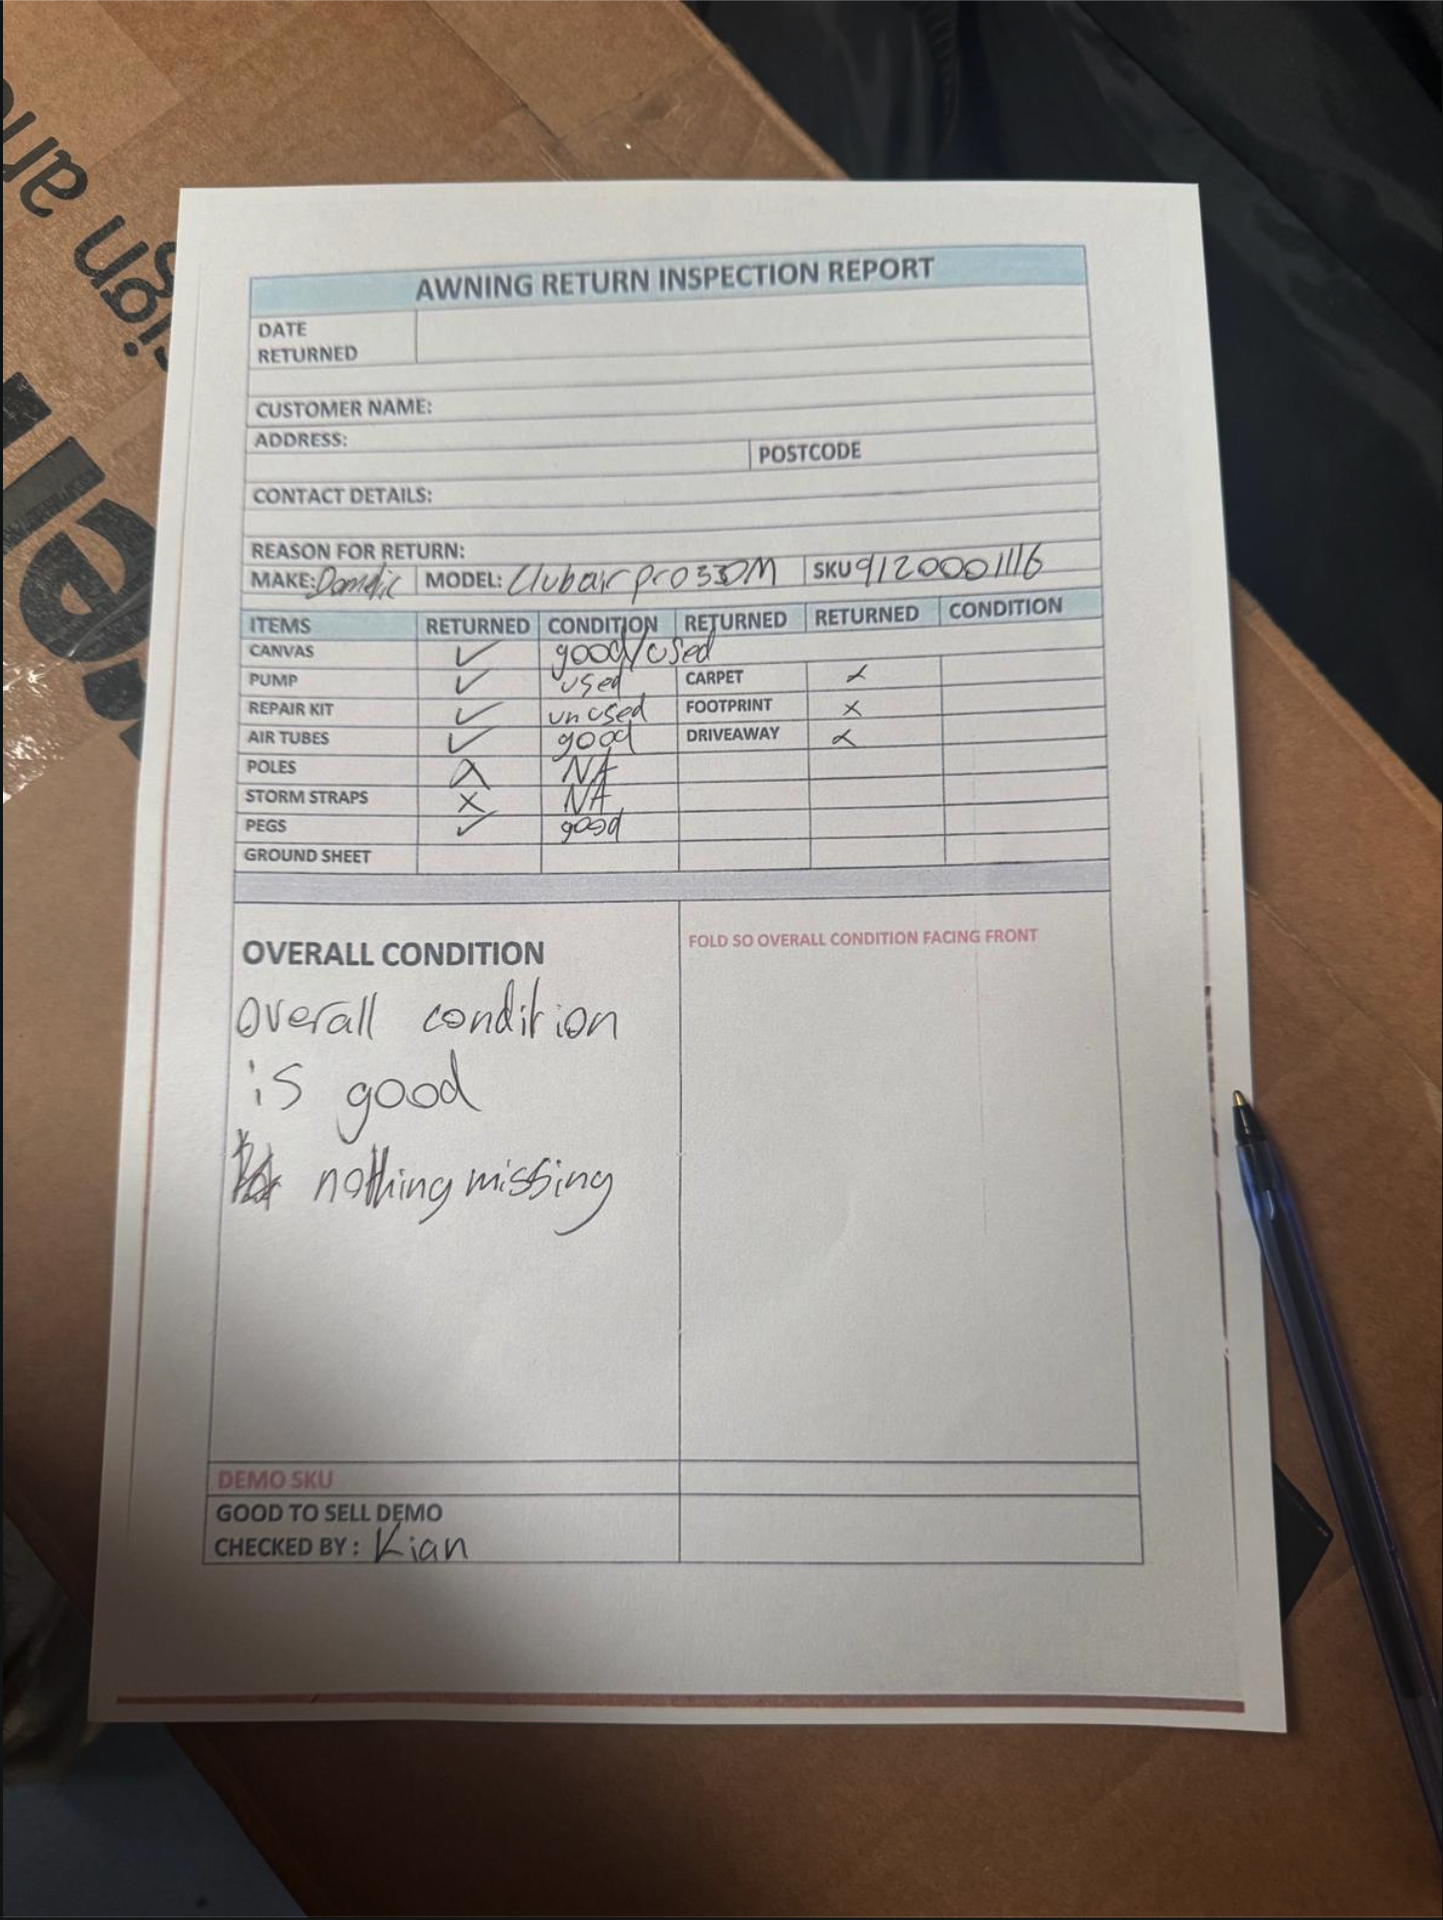 AWNING RETURN INSPECTION REPORT
DATE
RETURNED
CUSTOMER NAME:
ADDRESS:
POSTCODE
CONTACT DETAILS:
REASON FOR RETURN:
MAKE: Dometic MODEL: Clubair pro 330M SKU 9120001116
ITEMS RETURNED CONDITION RETURNED RETURNED CONDITION
CANVAS ✓ good/used
PUMP ✓ used CARPET x
REPAIR KIT ✓ unused FOOTPRINT x
AIR TUBES ✓ good DRIVEAWAY x
POLES x NA
STORM STRAPS x NA
PEGS ✓ good
GROUND SHEET
OVERALL CONDITION
FOLD SO OVERALL CONDITION FACING FRONT
Overall condition
is good
nothing missing
DEMO SKU
GOOD TO SELL DEMO
CHECKED BY : Kian